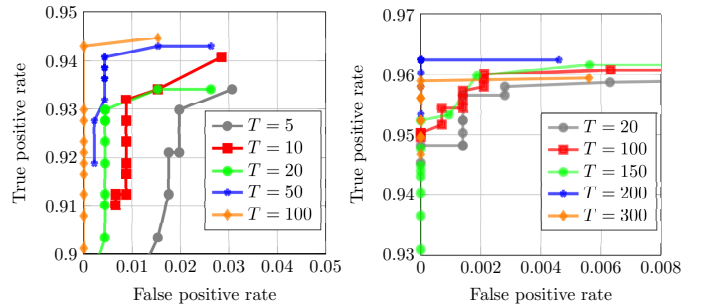 0.95
0.94
0.93
0.92
0.91
0.9
0
0.01
0.02
0.03
0.04
0.05
True positive rate
False positive rate
T = 5
T = 10
T = 20
T = 50
T = 100
0.97
0.96
0.95
0.94
0.93
0
0.002
0.004
0.006
0.008
True positive rate
False positive rate
T = 20
T = 100
T = 150
T = 200
T = 300